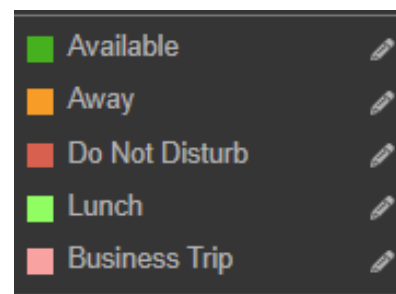 Available
Away
Do Not Disturb
Lunch
Business Trip